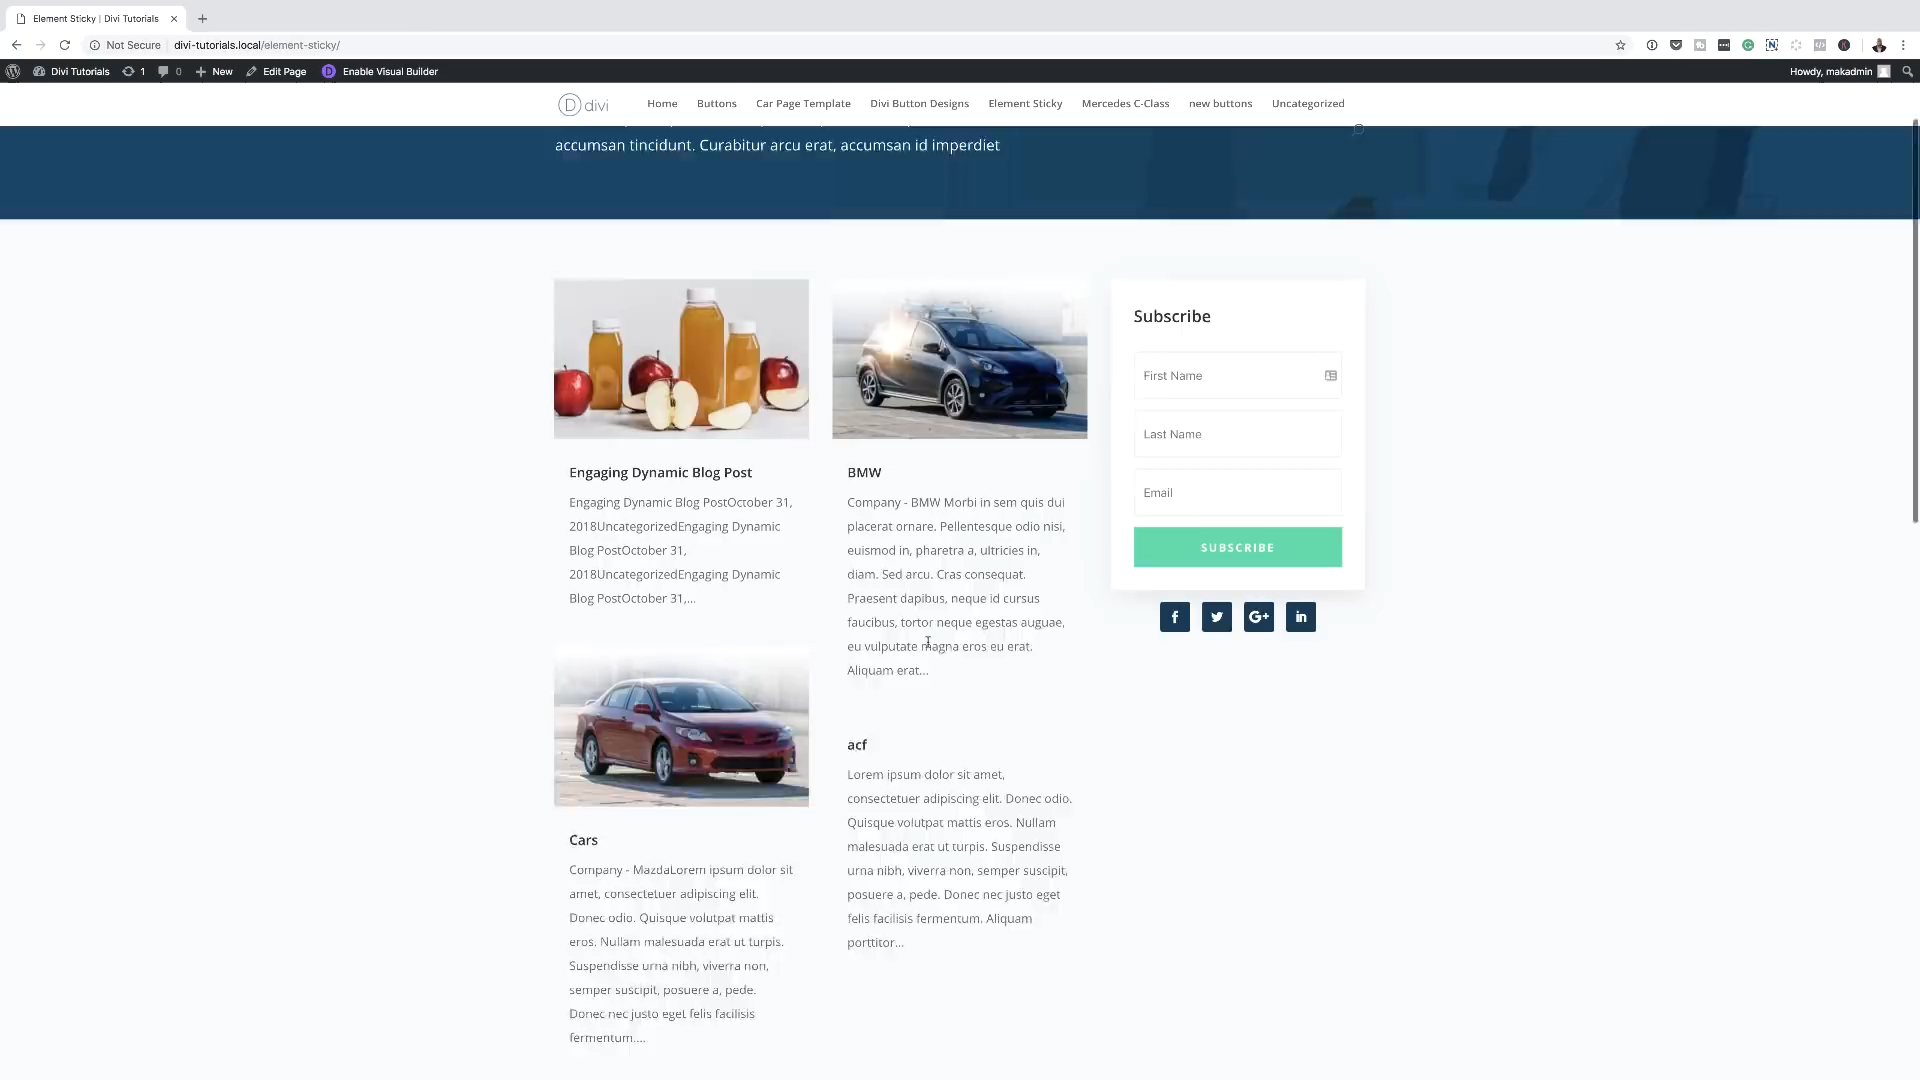 Element Sticky | Divi Tutorials
Not Secure
divi-tutorials.local/element-sticky/
Divi Tutorials
1
0
New
Edit Page
Enable Visual Builder
Howdy, makadmin
divi
Home
Buttons
Car Page Template
Divi Button Designs
Element Sticky
Mercedes C-Class
new buttons
Uncategorized
accumsan tincidunt. Curabitur arcu erat, accumsan id imperdiet
Engaging Dynamic Blog Post
Engaging Dynamic Blog PostOctober 31,
2018UncategorizedEngaging Dynamic
Blog PostOctober 31,
2018UncategorizedEngaging Dynamic
Blog PostOctober 31,...
Cars
Company - MazdaLorem ipsum dolor sit
amet, consectetuer adipiscing elit.
Donec odio. Quisque volutpat mattis
eros. Nullam malesuada erat ut turpis.
Suspendisse urna nibh, viverra non,
semper suscipit, posuere a, pede.
Donec nec justo eget felis facilisis
fermentum....
BMW
Company - BMW Morbi in sem quis dui
placerat ornare. Pellentesque odio nisi,
euismod in, pharetra a, ultricies in,
diam. Sed arcu. Cras consequat.
Praesent dapibus, neque id cursus
faucibus, tortor neque egestas auguae,
eu vulputate magna eros eu erat.
Aliquam erat...
acf
Lorem ipsum dolor sit amet,
consectetuer adipiscing elit. Donec odio.
Quisque volutpat mattis eros. Nullam
malesuada erat ut turpis. Suspendisse
urna nibh, viverra non, semper suscipit,
posuere a, pede. Donec nec justo eget
felis facilisis fermentum. Aliquam
porttitor...
Subscribe
First Name
Last Name
Email
SUBSCRIBE